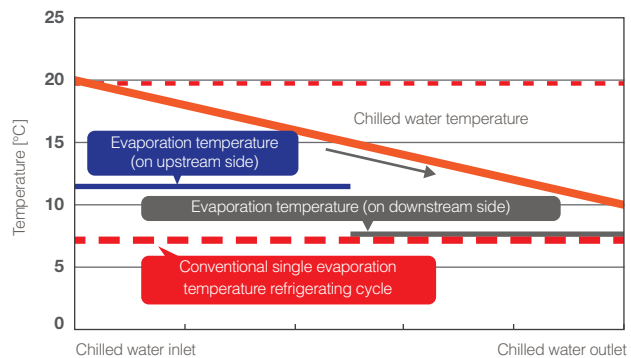 25
20
15
10
5
0
Temperature [°C]
Chilled water temperature
Evaporation temperature
(on upstream side)
Evaporation temperature (on downstream side)
Conventional single evaporation
temperature refrigerating cycle
Chilled water inlet
Chilled water outlet